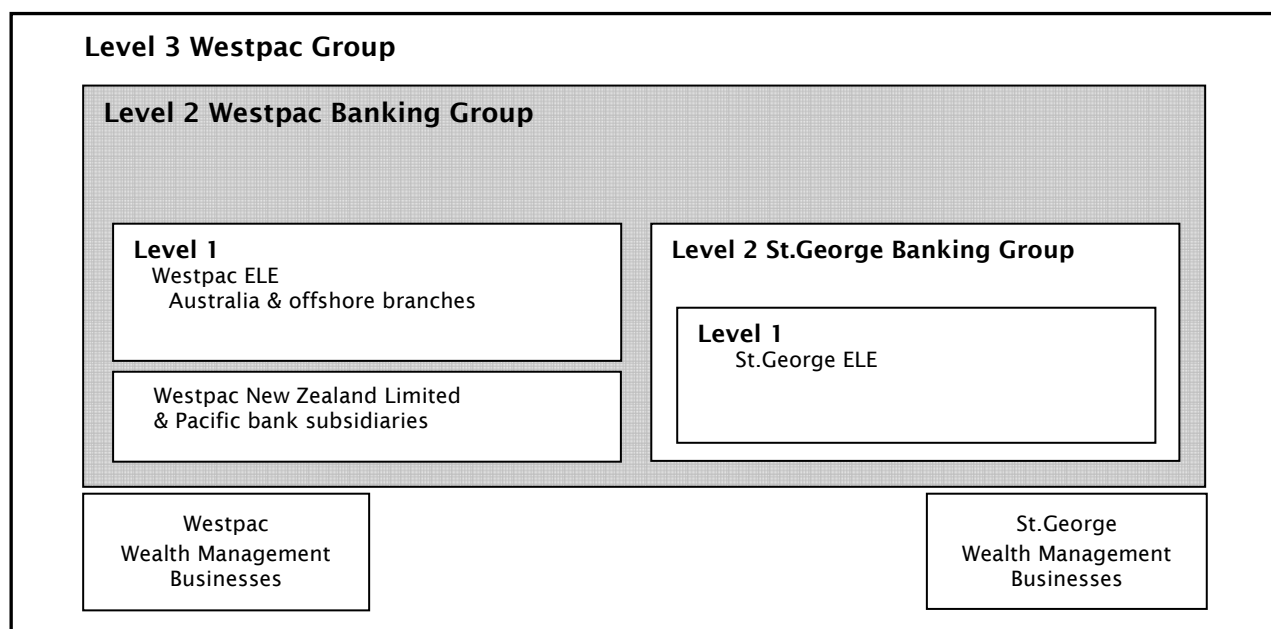 Level 3 Westpac Group
Level 2 Westpac Banking Group
Level 1
Westpac ELE
Australia & offshore branches
Westpac New Zealand Limited
& Pacific bank subsidiaries
Level 2 St.George Banking Group
Level 1
St.George ELE
Westpac
Wealth Management
Businesses
St.George
Wealth Management
Businesses